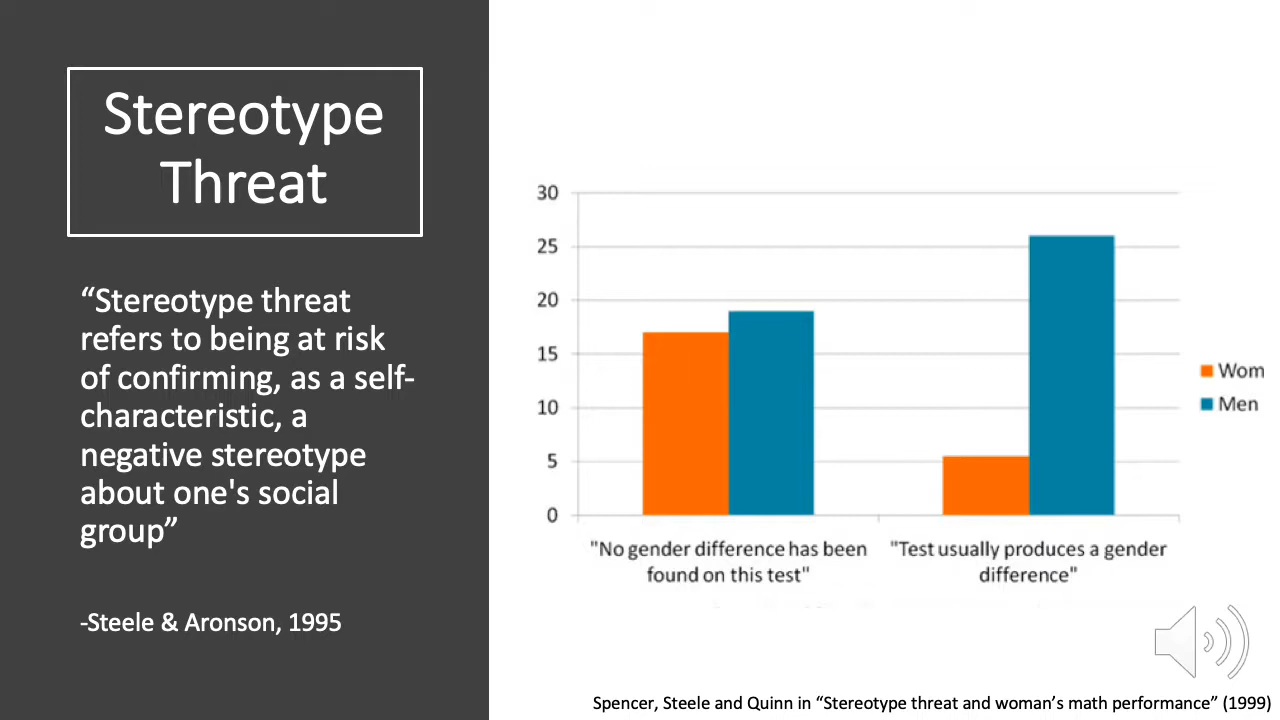 Stereotype
Threat
“Stereotype threat
refers to being at risk
of confirming, as a self-
characteristic, a
negative stereotype
about one's social
group”
-Steele & Aronson, 1995
30
25
20
15
10
5
0
Wom
Men
"No gender difference has been
found on this test"
"Test usually produces a gender
difference"
Spencer, Steele and Quinn in “Stereotype threat and woman’s math performance” (1999)